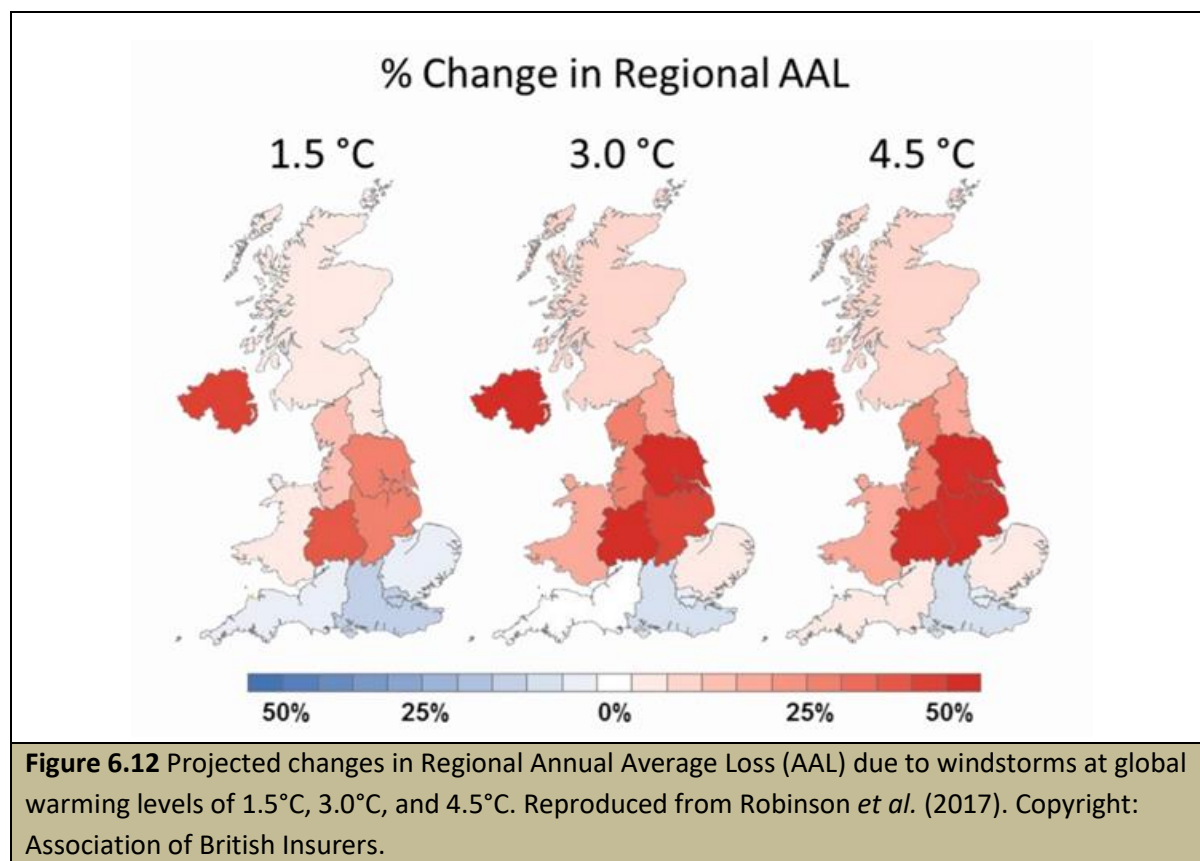 % Change in Regional AAL
1.5 °C 3.0 °C 4.5 °C
50% 25% 0% 25% 50%
Figure 6.12 Projected changes in Regional Annual Average Loss (AAL) due to windstorms at global
warming levels of 1.5°C, 3.0°C, and 4.5°C. Reproduced from Robinson et al. (2017). Copyright:
Association of British Insurers.